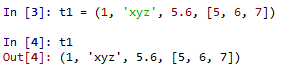 In [3]: t1 = (1, 'xyz', 5.6, [5, 6, 7])
In [4]: t1
Out[4]: (1, 'xyz', 5.6, [5, 6, 7])